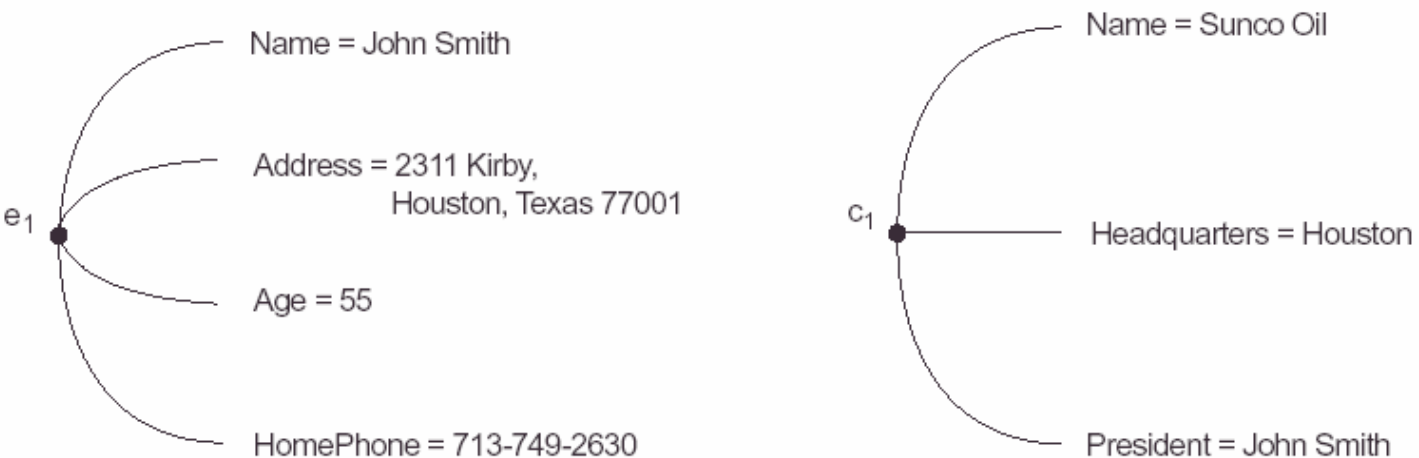 Name = John Smith
Address = 2311 Kirby,
Houston, Texas 77001
e1
Age = 55
HomePhone = 713-749-2630
Name = Sunco Oil
c1
Headquarters = Houston
President = John Smith